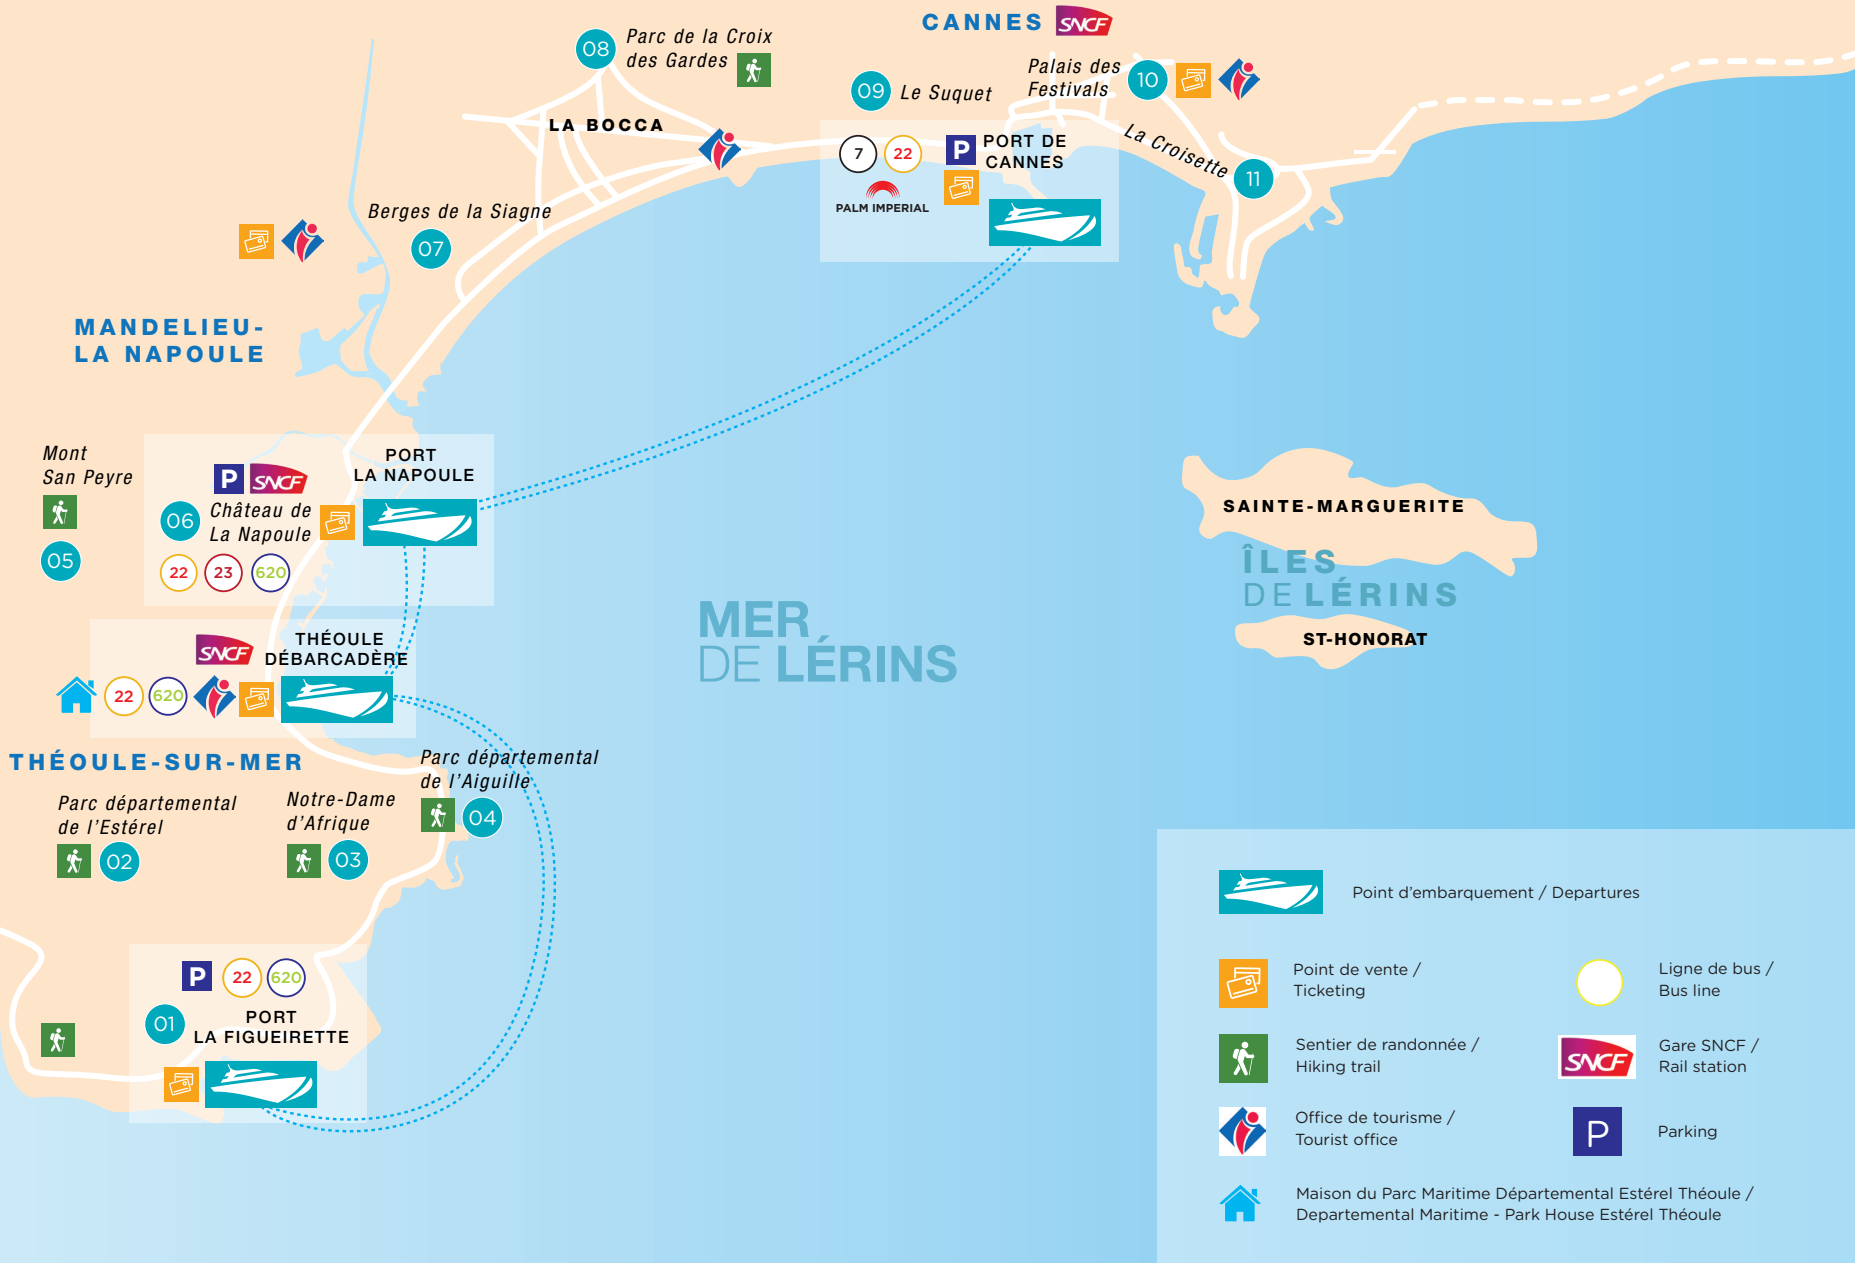 CANNES SNCF
08
Parc de la Croix
des Gardes
09 Le Suquet
Palais des
Festivals
10
LA BOCCA
La Croisette
11
7 22 P
PORT DE
CANNES
PALM IMPERIAL
Berges de la Siagne
07
MANDELIEU-
LA NAPOULE
Mont
San Peyre
05
P SNCF
PORT
LA NAPOULE
06
Château de
La Napoule
22 23 620
SNCF
THÉOULE
DÉBARCADÈRE
22 620
THÉOULE-SUR-MER
Parc départemental
de l'Estérel
02
Notre-Dame
d'Afrique
03
Parc départemental
de l'Aiguille
04
P 22 620
01
PORT
LA FIGUEIRETTE
MER
DE LÉRINS
SAINTE-MARGUERITE
ÎLES
DE LÉRINS
ST-HONORAT
Point d'embarquement / Departures
Point de vente /
Ticketing
Ligne de bus /
Bus line
Sentier de randonnée /
Hiking trail
SNCF
Gare SNCF /
Rail station
Office de tourisme /
Tourist office
P
Parking
Maison du Parc Maritime Départemental Estérel Théoule /
Departemental Maritime - Park House Estérel Théoule